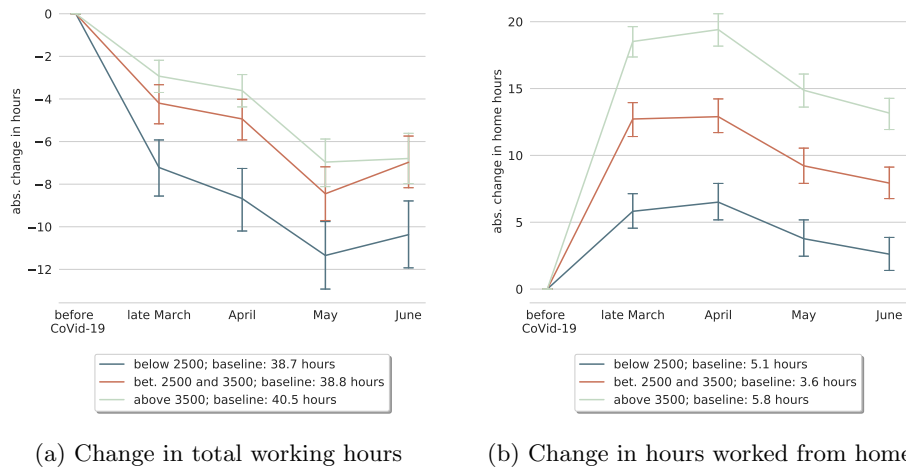 0
−2
−4
−6
−8
−10
−12
abs. change in hours
before
CoVid-19
late March
April
May
June
below 2500; baseline: 38.7 hours
bet. 2500 and 3500; baseline: 38.8 hours
above 3500; baseline: 40.5 hours
(a) Change in total working hours
20
15
10
5
0
abs. change in home hours
before
CoVid-19
late March
April
May
June
below 2500; baseline: 5.1 hours
bet. 2500 and 3500; baseline: 3.6 hours
above 3500; baseline: 5.8 hours
(b) Change in hours worked from home